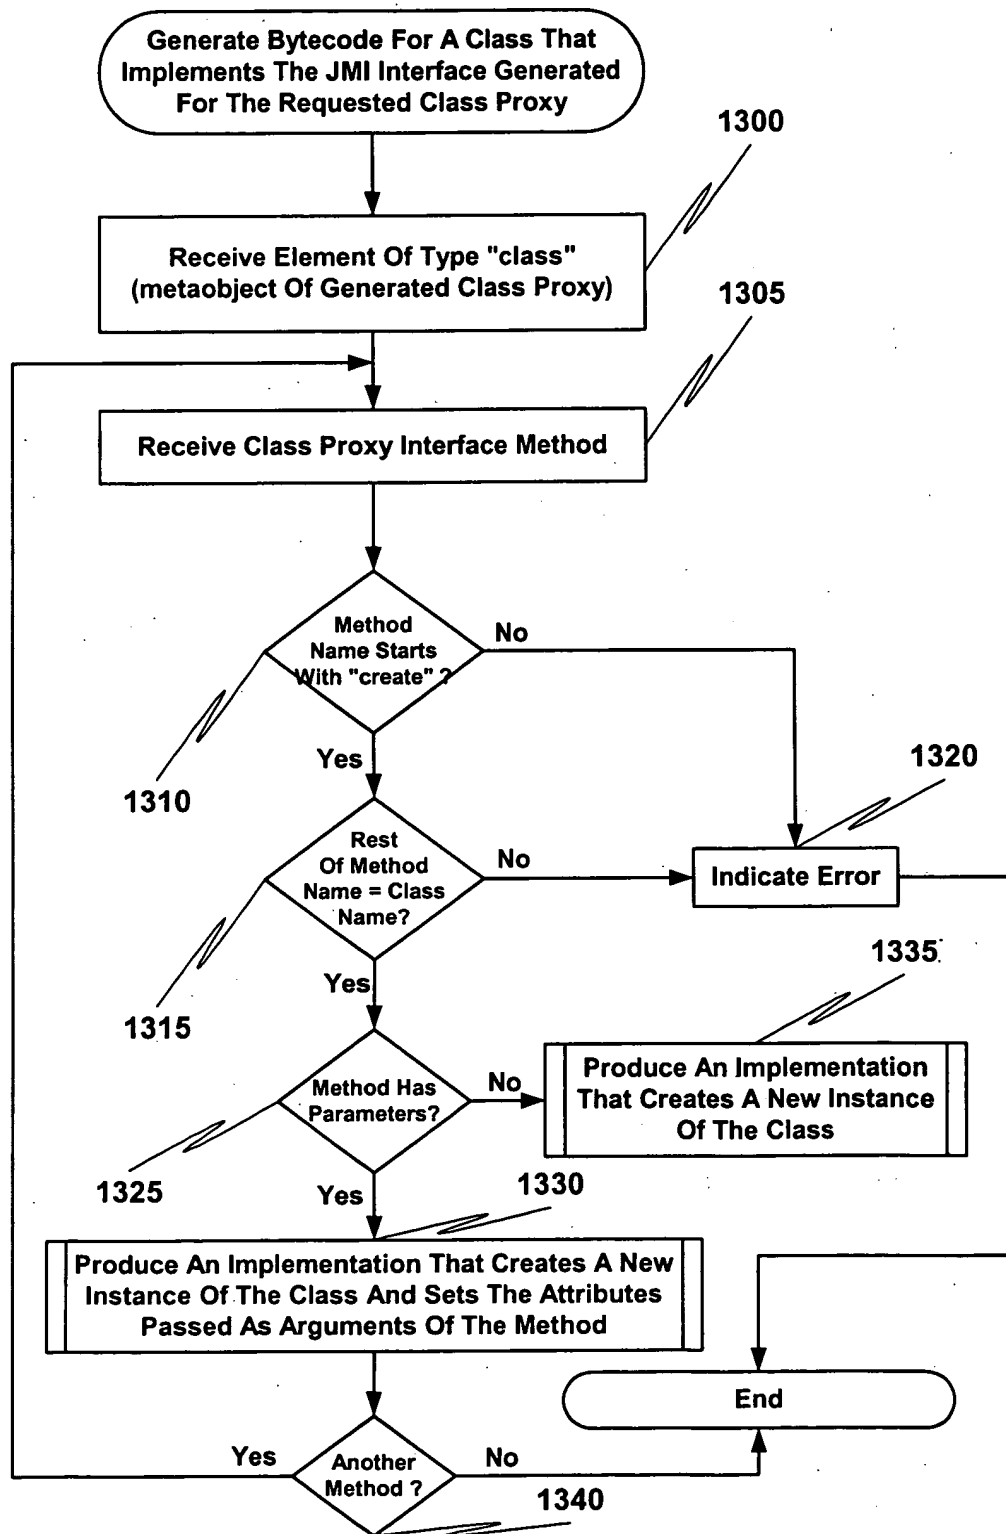 Generate Bytecode For A Class That
Implements The JMI Interface Generated
For The Requested Class Proxy
1300
Receive Element Of Type "class"
(metaobject Of Generated Class Proxy)
1305
Receive Class Proxy Interface Method
Method
Name Starts
With "create" ?
No
Yes
1310
1320
Rest
Of Method
Name = Class
Name?
No
Indicate Error
Yes
1315
1335
Method Has
Parameters?
No
Produce An Implementation
That Creates A New Instance
Of The Class
1325
Yes
1330
Produce An Implementation That Creates A New
Instance Of The Class And Sets The Attributes
Passed As Arguments Of The Method
End
Yes
Another
Method ?
No
1340